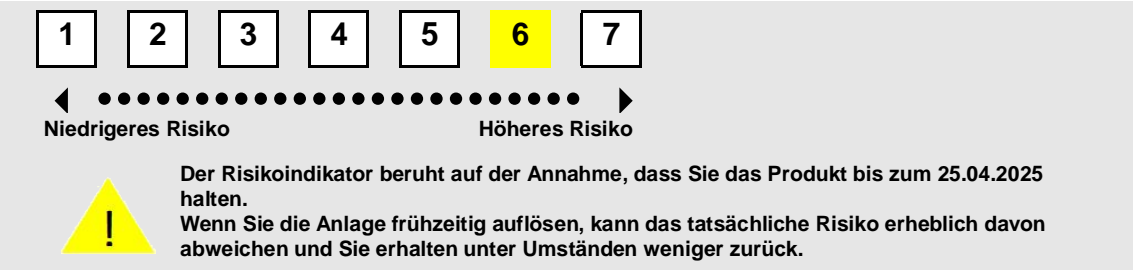 1 2 3 4 5 6 7
Niedrigeres Risiko Höheres Risiko
Der Risikoindikator beruht auf der Annahme, dass Sie das Produkt bis zum 25.04.2025
halten.
Wenn Sie die Anlage frühzeitig auflösen, kann das tatsächliche Risiko erheblich davon
abweichen und Sie erhalten unter Umständen weniger zurück.
!